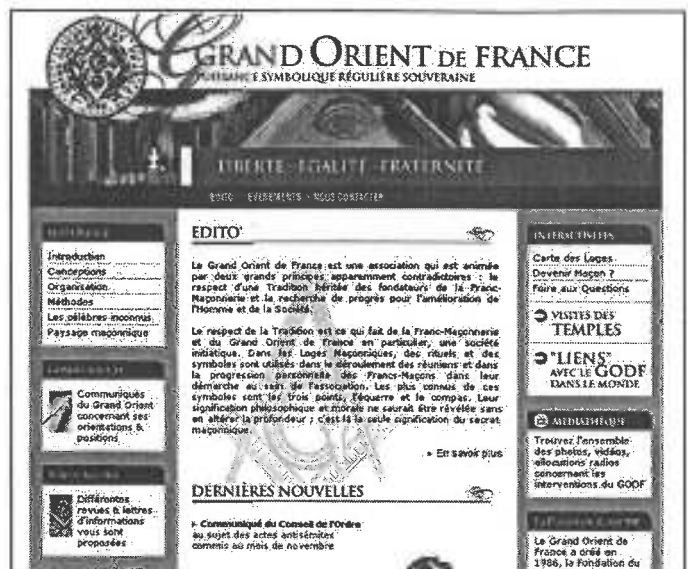 GRAND ORIENT DE FRANCE
PUISSANCE SYMBOLIQUE RÉGULIÈRE SOUVERAINE
LIBERTE - EGALITE - FRATERNITE
EDITO - EVENEMENTS - NOUS CONTACTER
Introduction
Conceptions
Organisation
Méthodes
Les célèbres inconnus
Paysage maçonnique
Communiqués
du Grand Orient
concernant ses
orientations &
positions
Différentes
revues & lettres
d'informations
vous sont
proposées
EDITO
Le Grand Orient de France est une association qui est animée
par deux grands principes apparemment contradictoires : le
respect d'une Tradition héritée des fondateurs de la Franc-
Maçonnerie et la recherche de progrès pour l'amélioration de
l'Homme et de la Société.
Le respect de la Tradition est ce qui fait de la Franc-Maçonnerie
et du Grand Orient de France en particulier, une société
initiatique. Dans les Loges Maçonniques, des rituels et des
symboles sont utilisés dans le déroulement des réunions et dans
la progression personnelle des Francs-Maçons dans leur
démarche au sein de l'association. Les plus connus de ces
symboles sont les trois points, l'équerre et le compas. Leur
signification philosophique et morale ne saurait être révélée sans
en altérer la profondeur ; c'est là la seule signification du secret
maçonnique.
» En savoir plus
DERNIÈRES NOUVELLES
Communiqué du Conseil de l'Ordre
au sujet des actes antisémites
commis au mois de novembre
INTERACTIVITES
Carte des Loges
Devenir Maçon ?
Foire aux Questions
VISITES DES
TEMPLES
"LIENS"
AVEC LE GODF
DANS LE MONDE
MEDIATHÈQUE
Trouvez l'ensemble
des photos, vidéos,
allocutions radios
concernant les
interventions du GODF
Le Grand Orient de
France a créé en
1986, la Fondation du